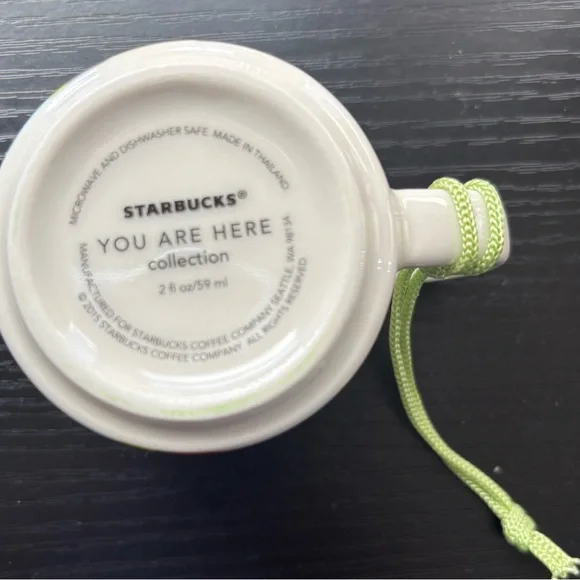 MICROWAVE AND DISHWASHER SAFE. MADE IN THAILAND
STARBUCKS®
YOU ARE HERE
collection
2 fl oz/59 ml
MANUFACTURED FOR STARBUCKS COFFEE COMPANY SEATTLE, WA 98134
© 2015 STARBUCKS COFFEE COMPANY ALL RIGHTS RESERVED